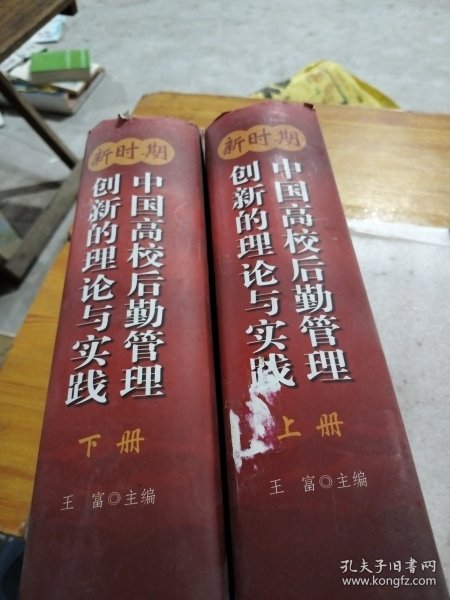 新时期
中国高校后勤管理
创新的理论与实践
下册
王富◎主编
新时期
中国高校后勤管理
创新的理论与实践
上册
王富◎主编
孔夫子旧书网
www.kongfz.com